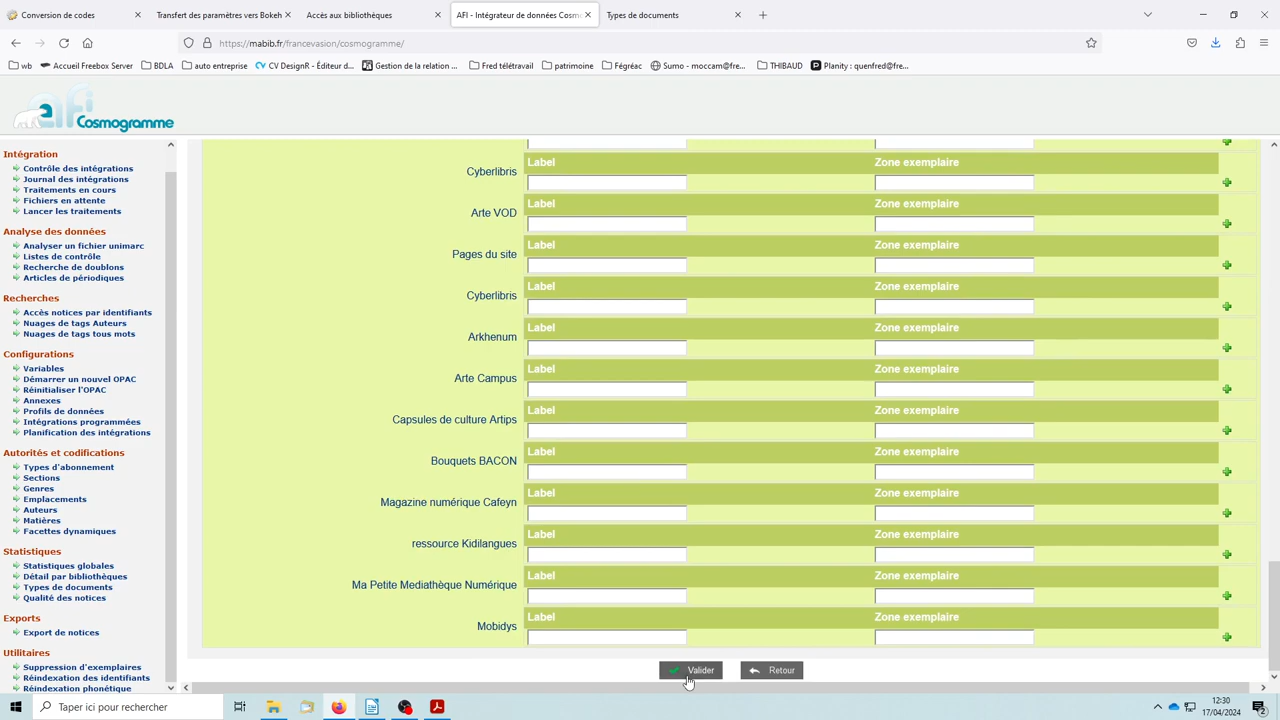 Conversion de codes
Transfert des paramètres vers Bokeh
Accès aux bibliothèques
AFI - Intégrateur de données Cosm
Types de documents
https://mabib.fr/francevasion/cosmogramme/
wb
Accueil Freebox Server
BDLA
auto entreprise
CV DesignR - Éditeur d...
Gestion de la relation ...
Fred télétravail
patrimoine
Fégréac
Sumo - moccam@fre...
THIBAUD
Planity : quenfred@fre...
afi
Cosmogramme
Intégration
Contrôle des intégrations
Journal des intégrations
Traitements en cours
Fichiers en attente
Lancer les traitements
Analyse des données
Analyser un fichier unimarc
Listes de contrôle
Recherche de doublons
Articles de périodiques
Recherches
Accès notices par identifiants
Nuages de tags Auteurs
Nuages de tags tous mots
Configurations
Variables
Démarrer un nouvel OPAC
Réinitialiser l'OPAC
Annexes
Profils de données
Intégrations programmées
Planification des intégrations
Autorités et codifications
Types d'abonnement
Sections
Genres
Emplacements
Auteurs
Matières
Facettes dynamiques
Statistiques
Statistiques globales
Détail par bibliothèques
Types de documents
Qualité des notices
Exports
Export de notices
Utilitaires
Suppression d'exemplaires
Réindexation des identifiants
Réindexation phonétique
Cyberlibris Label Zone exemplaire
Arte VOD Label Zone exemplaire
Pages du site Label Zone exemplaire
Cyberlibris Label Zone exemplaire
Arkhenum Label Zone exemplaire
Arte Campus Label Zone exemplaire
Capsules de culture Artips Label Zone exemplaire
Bouquets BACON Label Zone exemplaire
Magazine numérique Cafeyn Label Zone exemplaire
ressource Kidilangues Label Zone exemplaire
Ma Petite Mediathèque Numérique Label Zone exemplaire
Mobidys Label Zone exemplaire
Valider
Retour
Taper ici pour rechercher
12:30
17/04/2024
2